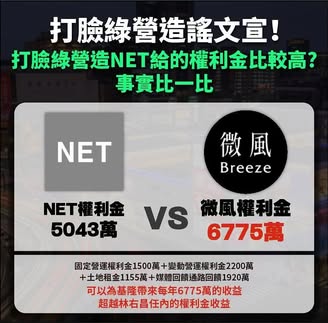 打臉綠營造謠文宣!
打臉綠營造NET給的權利金比較高?
事實比一比
NET
微風
Breeze
NET權利金
5043萬
VS
微風權利金
6775萬
固定營運權利金1500萬+變動營運權利金2200萬
+土地租金1155萬+媒體回饋通路回饋1920萬
可以為基隆帶來每年6775萬的收益
超越林右昌任內的權利金收益